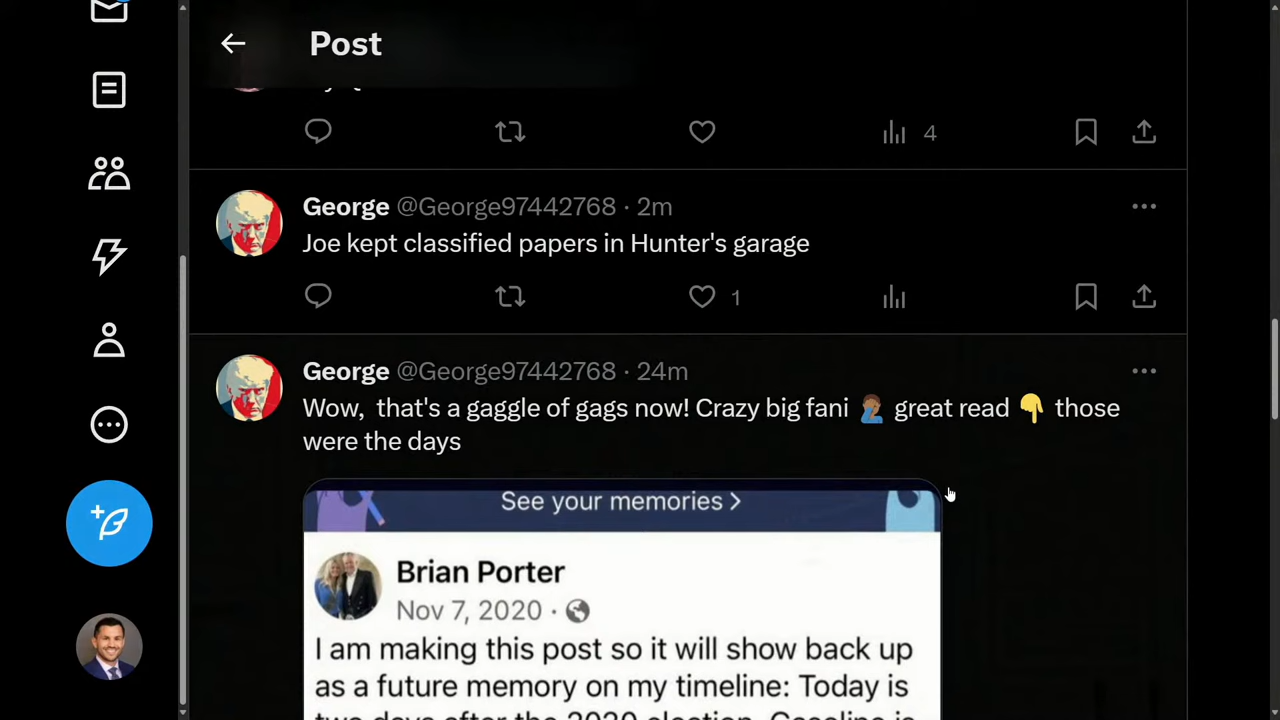 Post
4
George @George97442768 · 2m
Joe kept classified papers in Hunter's garage
1
George @George97442768 · 24m
Wow, that's a gaggle of gags now! Crazy big fani 🤦🏾 great read 👇 those
were the days
See your memories >
Brian Porter
Nov 7, 2020 ·
I am making this post so it will show back up
as a future memory on my timeline: Today is
two days after the 2020 election. Gasoline is